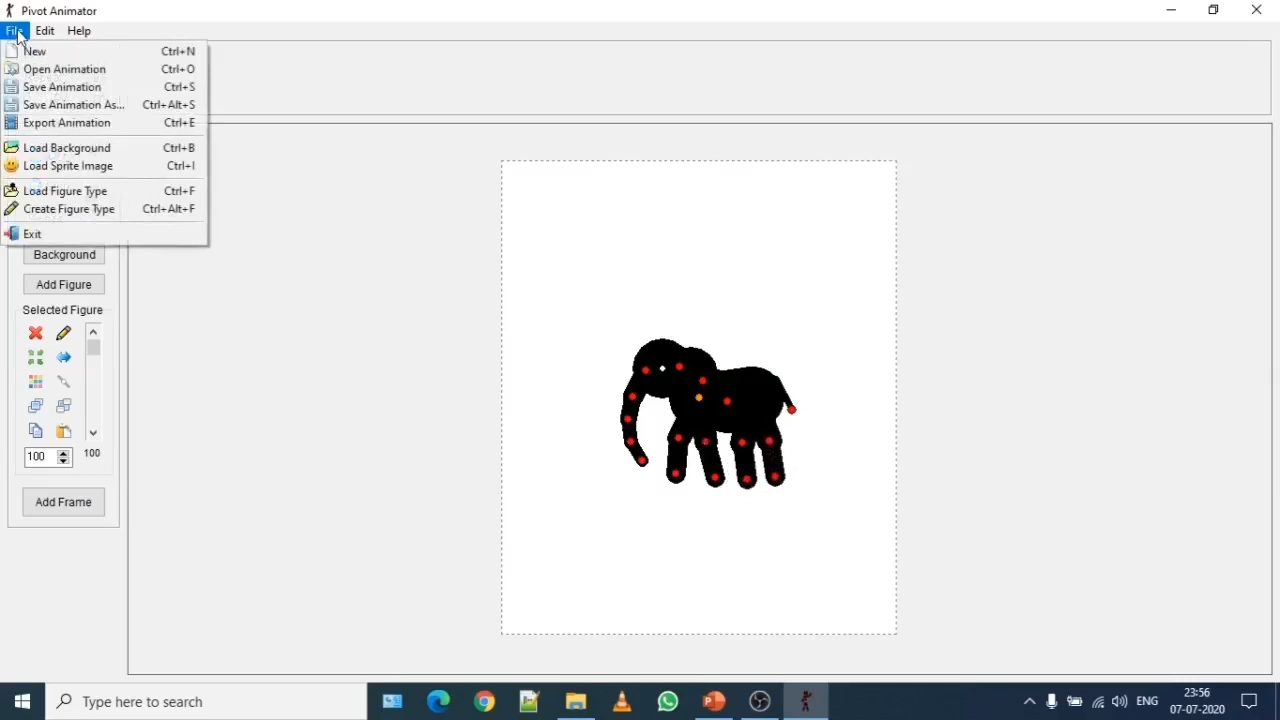 Pivot Animator
File Edit Help
New Ctrl+N
Open Animation Ctrl+O
Save Animation Ctrl+S
Save Animation As... Ctrl+Alt+S
Export Animation Ctrl+E
Load Background Ctrl+B
Load Sprite Image Ctrl+I
Load Figure Type Ctrl+F
Create Figure Type Ctrl+Alt+F
Exit
Background
Add Figure
Selected Figure
100 100
Add Frame
Type here to search
ENG
23:56
07-07-2020